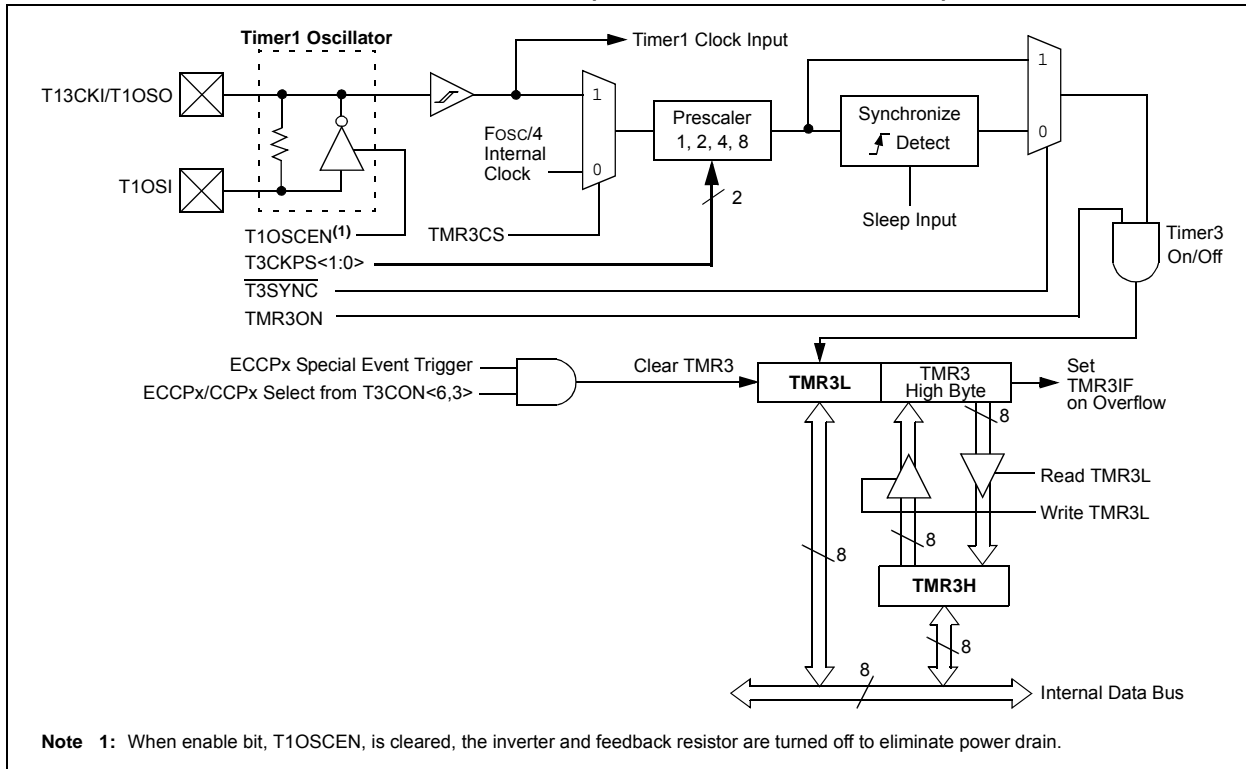 Timer1 Oscillator
Timer1 Clock Input
T13CKI/T1OSO
T1OSI
1
0
FOSC/4
Internal
Clock
Prescaler
1, 2, 4, 8
Synchronize
Detect
1
0
2
Sleep Input
T1OSCEN(1)
TMR3CS
T3CKPS<1:0>
T3SYNC
TMR3ON
Timer3
On/Off
ECCPx Special Event Trigger
ECCPx/CCPx Select from T3CON<6,3>
Clear TMR3
TMR3L
TMR3
High Byte
Set
TMR3IF
on Overflow
8
Read TMR3L
Write TMR3L
8
8
TMR3H
8
8
Internal Data Bus
Note 1: When enable bit, T1OSCEN, is cleared, the inverter and feedback resistor are turned off to eliminate power drain.